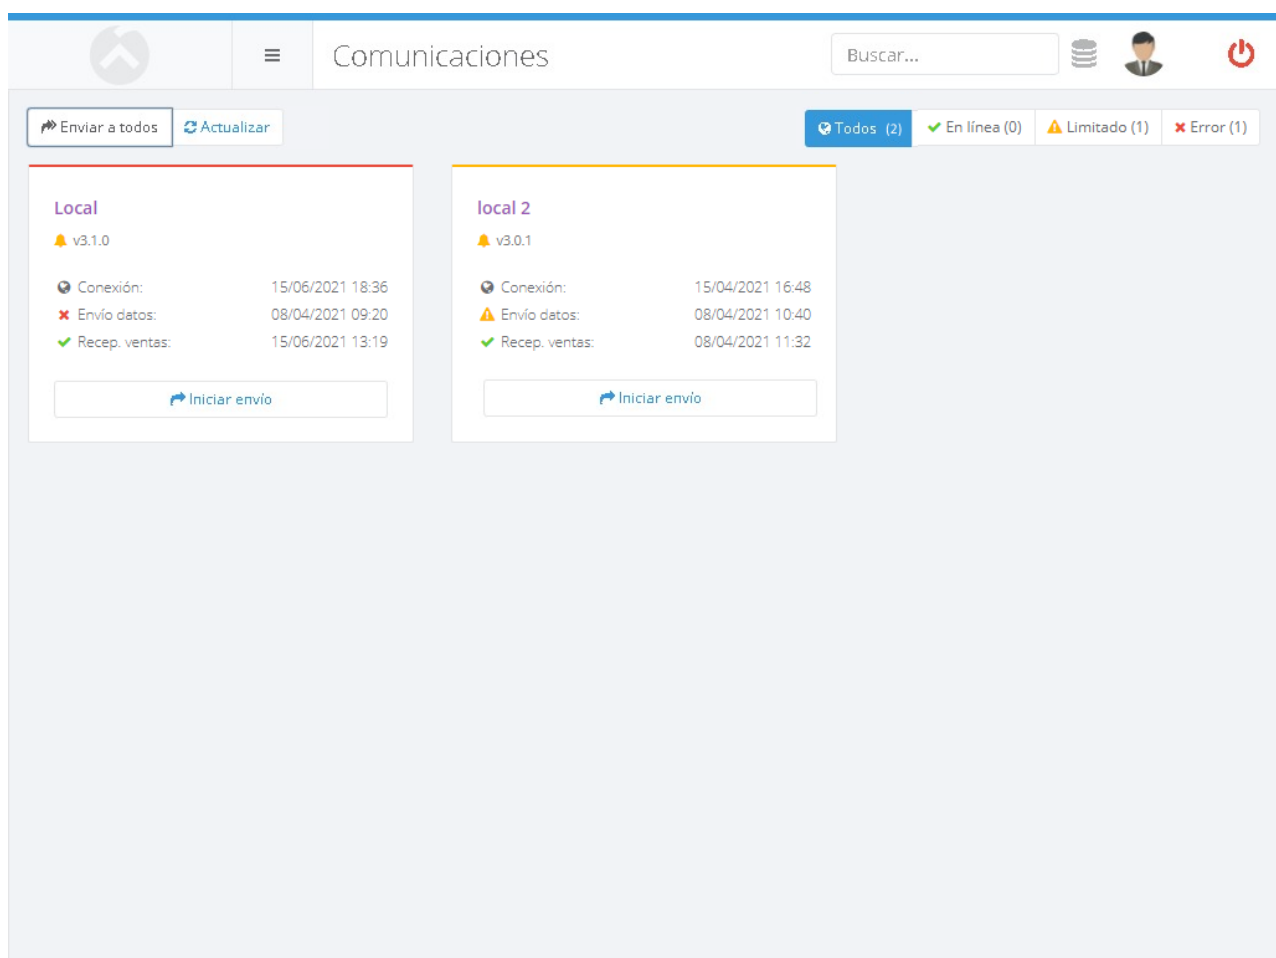 Comunicaciones
Buscar...
Enviar a todos
Actualizar
Todos (2)
En línea (0)
Limitado (1)
Error (1)
Local
v3.1.0
Conexión: 15/06/2021 18:36
Envío datos: 08/04/2021 09:20
Recep. ventas: 15/06/2021 13:19
Iniciar envío
local 2
v3.0.1
Conexión: 15/04/2021 16:48
Envío datos: 08/04/2021 10:40
Recep. ventas: 08/04/2021 11:32
Iniciar envío